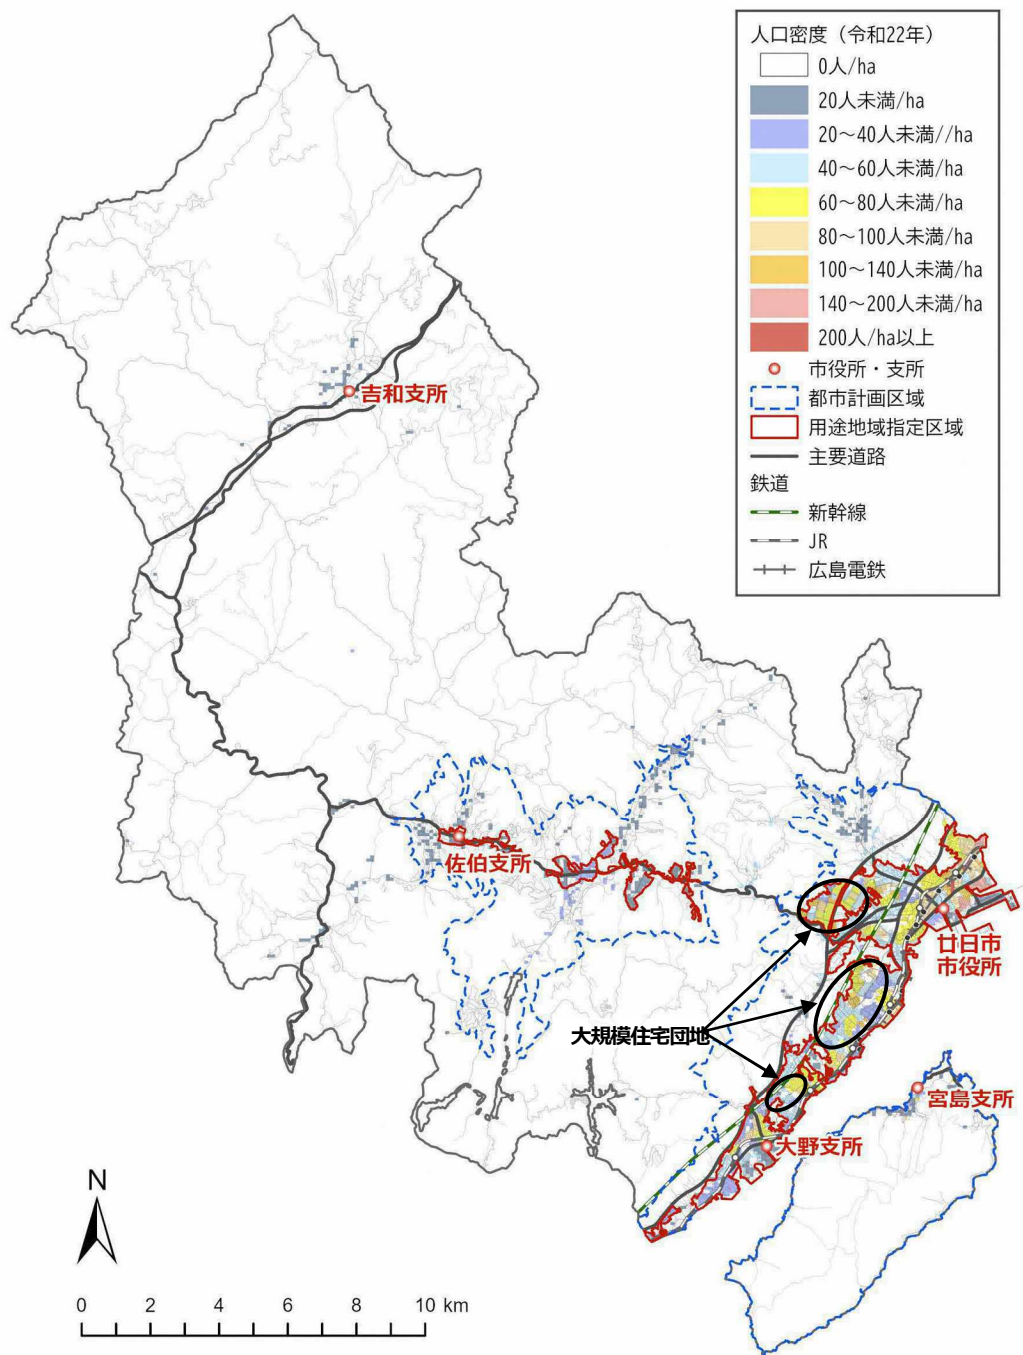 人口密度（令和22年）
0人/ha
20人未満/ha
20～40人未満//ha
40～60人未満/ha
60～80人未満/ha
80～100人未満/ha
100～140人未満/ha
140～200人未満/ha
200人/ha以上
市役所・支所
都市計画区域
用途地域指定区域
主要道路
鉄道
新幹線
JR
広島電鉄
吉和支所
佐伯支所
廿日市
市役所
大規模住宅団地
宮島支所
大野支所
N
0 2 4 6 8 10 km